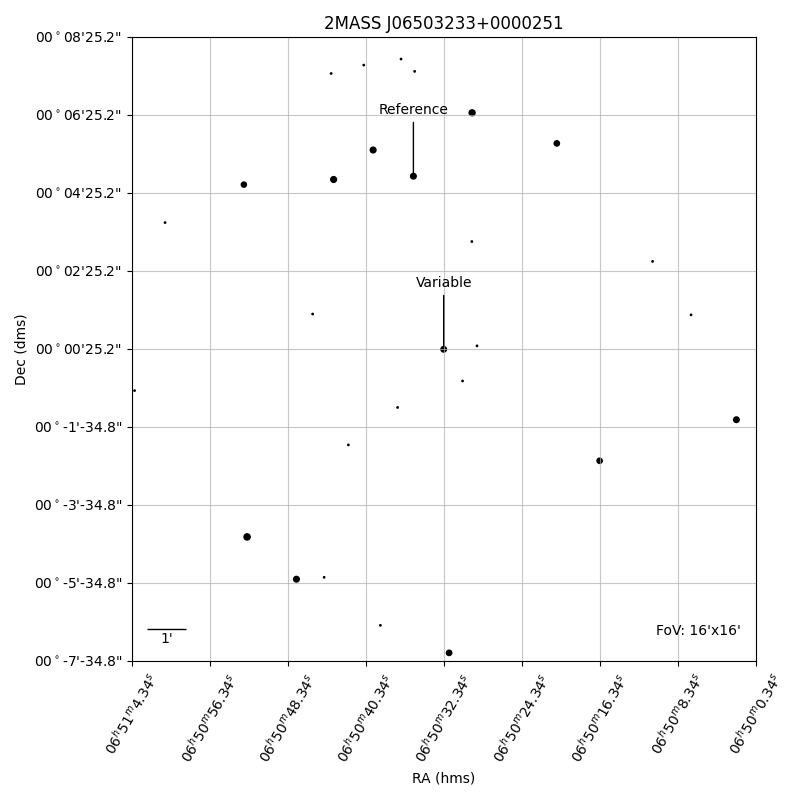 2MASS J06503233+0000251
00°08'25.2"
00°06'25.2"
Reference
00°04'25.2"
00°02'25.2"
Variable
00°00'25.2"
Dec (dms)
00°-1'-34.8"
00°-3'-34.8"
00°-5'-34.8"
1'
FoV: 16'x16'
00°-7'-34.8"
06ʰ51ᵐ4.34ˢ
06ʰ50ᵐ56.34ˢ
06ʰ50ᵐ48.34ˢ
06ʰ50ᵐ40.34ˢ
06ʰ50ᵐ32.34ˢ
06ʰ50ᵐ24.34ˢ
06ʰ50ᵐ16.34ˢ
06ʰ50ᵐ8.34ˢ
06ʰ50ᵐ0.34ˢ
RA (hms)